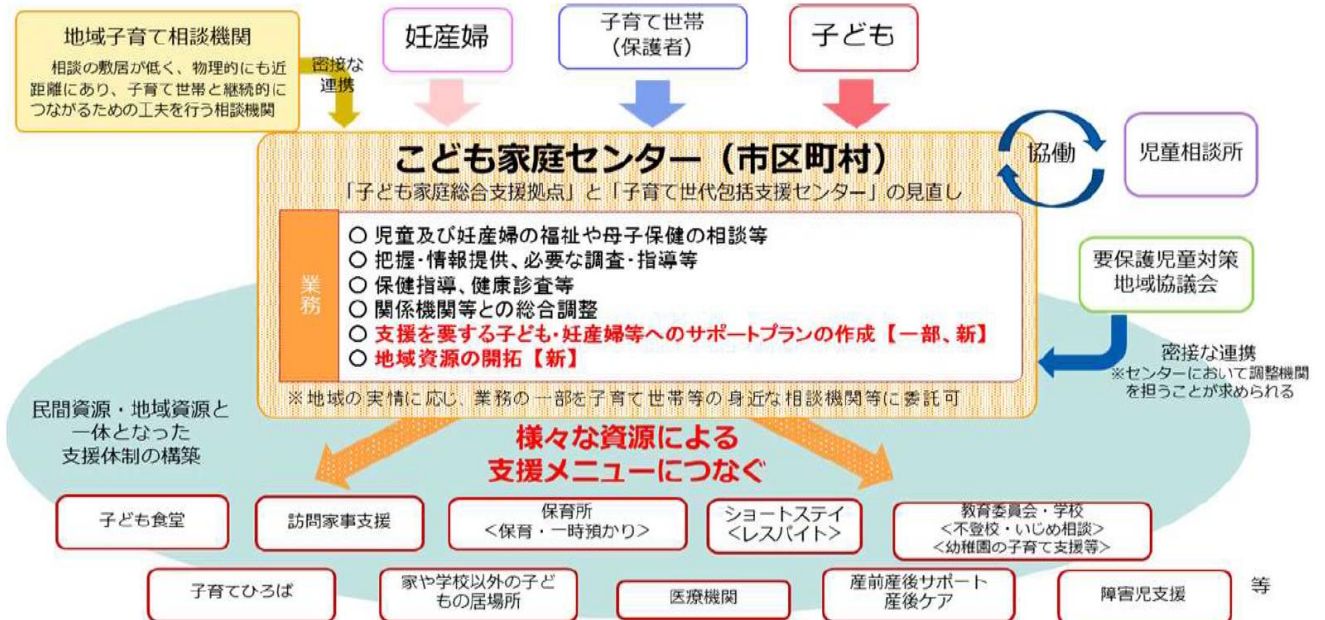 地域子育て相談機関
相談の敷居が低く、物理的にも近
距離にあり、子育て世帯と継続的に
つながるための工夫を行う相談機関
密接な
連携
妊産婦
子育て世帯
(保護者)
子ども
こども家庭センター（市区町村）
「子ども家庭総合支援拠点」と「子育て世代包括支援センター」の見直し
協働
児童相談所
業務
○ 児童及び妊産婦の福祉や母子保健の相談等
○ 把握・情報提供、必要な調査・指導等
○ 保健指導、健康診査等
○ 関係機関等との総合調整
○ 支援を要する子ども・妊産婦等へのサポートプランの作成【一部、新】
○ 地域資源の開拓【新】
※地域の実情に応じ、業務の一部を子育て世帯等の身近な相談機関等に委託可
要保護児童対策
地域協議会
密接な連携
※センターにおいて調整機関
を担うことが求められる
民間資源・地域資源と
一体となった
支援体制の構築
様々な資源による
支援メニューにつなぐ
子ども食堂
訪問家事支援
保育所
<保育・一時預かり>
ショートステイ
<レスパイト>
教育委員会・学校
<不登校・いじめ相談>
<幼稚園の子育て支援等>
子育てひろば
家や学校以外の子ど
もの居場所
医療機関
産前産後サポート
産後ケア
障害児支援
等